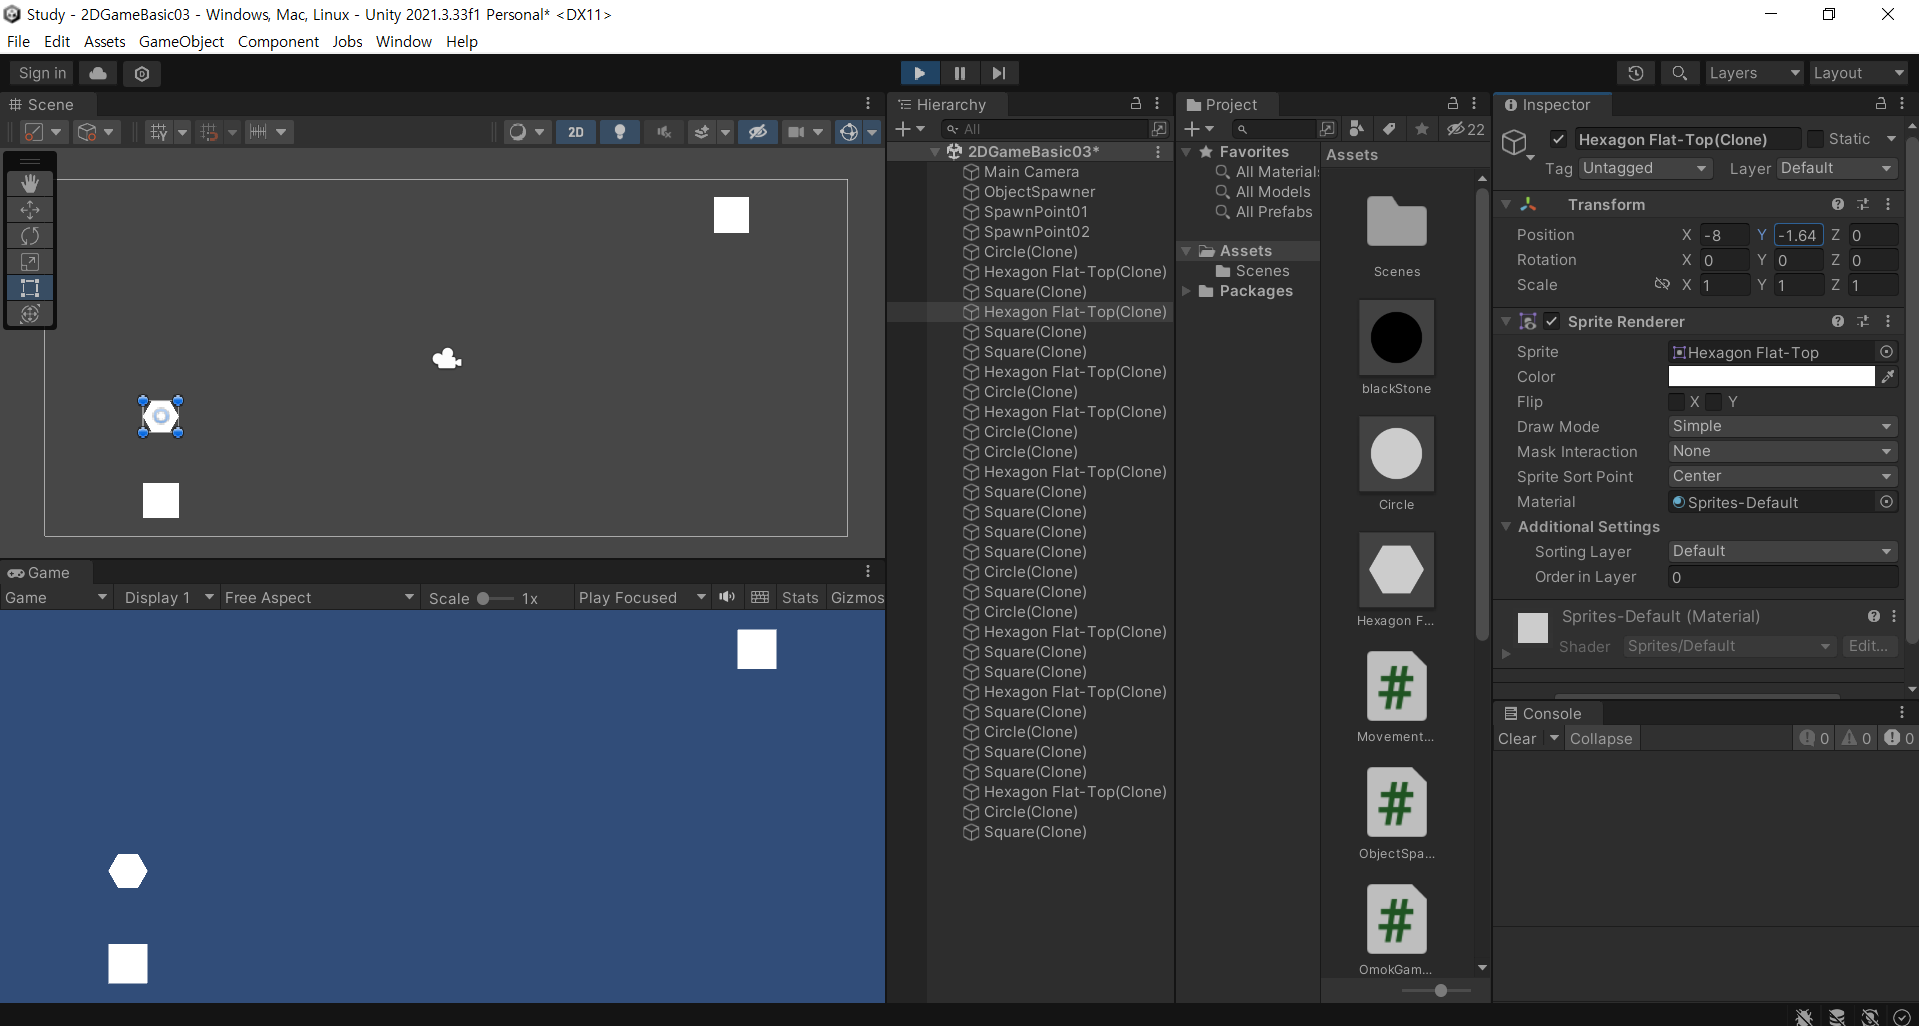 Study - 2DGameBasic03 - Windows, Mac, Linux - Unity 2021.3.33f1 Personal* <DX11>
File Edit Assets GameObject Component Jobs Window Help
Sign in
Layers
Layout
Scene
2D
Game
Game
Display 1
Free Aspect
Scale
1x
Play Focused
Stats
Gizmos
Hierarchy
All
2DGameBasic03*
Main Camera
ObjectSpawner
SpawnPoint01
SpawnPoint02
Circle(Clone)
Hexagon Flat-Top(Clone)
Square(Clone)
Hexagon Flat-Top(Clone)
Square(Clone)
Square(Clone)
Hexagon Flat-Top(Clone)
Circle(Clone)
Hexagon Flat-Top(Clone)
Circle(Clone)
Circle(Clone)
Hexagon Flat-Top(Clone)
Square(Clone)
Square(Clone)
Square(Clone)
Square(Clone)
Circle(Clone)
Square(Clone)
Circle(Clone)
Hexagon Flat-Top(Clone)
Square(Clone)
Square(Clone)
Hexagon Flat-Top(Clone)
Square(Clone)
Circle(Clone)
Square(Clone)
Square(Clone)
Hexagon Flat-Top(Clone)
Circle(Clone)
Square(Clone)
Project
22
Favorites
All Materials
All Models
All Prefabs
Assets
Scenes
Packages
Assets
Scenes
blackStone
Circle
Hexagon F...
Movement...
ObjectSpa...
OmokGam...
Inspector
Hexagon Flat-Top(Clone)
Static
Tag Untagged
Layer Default
Transform
Position X -8 Y -1.64 Z 0
Rotation X 0 Y 0 Z 0
Scale X 1 Y 1 Z 1
Sprite Renderer
Sprite Hexagon Flat-Top
Color
Flip X Y
Draw Mode Simple
Mask Interaction None
Sprite Sort Point Center
Material Sprites-Default
Additional Settings
Sorting Layer Default
Order in Layer 0
Sprites-Default (Material)
Shader Sprites/Default Edit...
Console
Clear Collapse 0 0 0